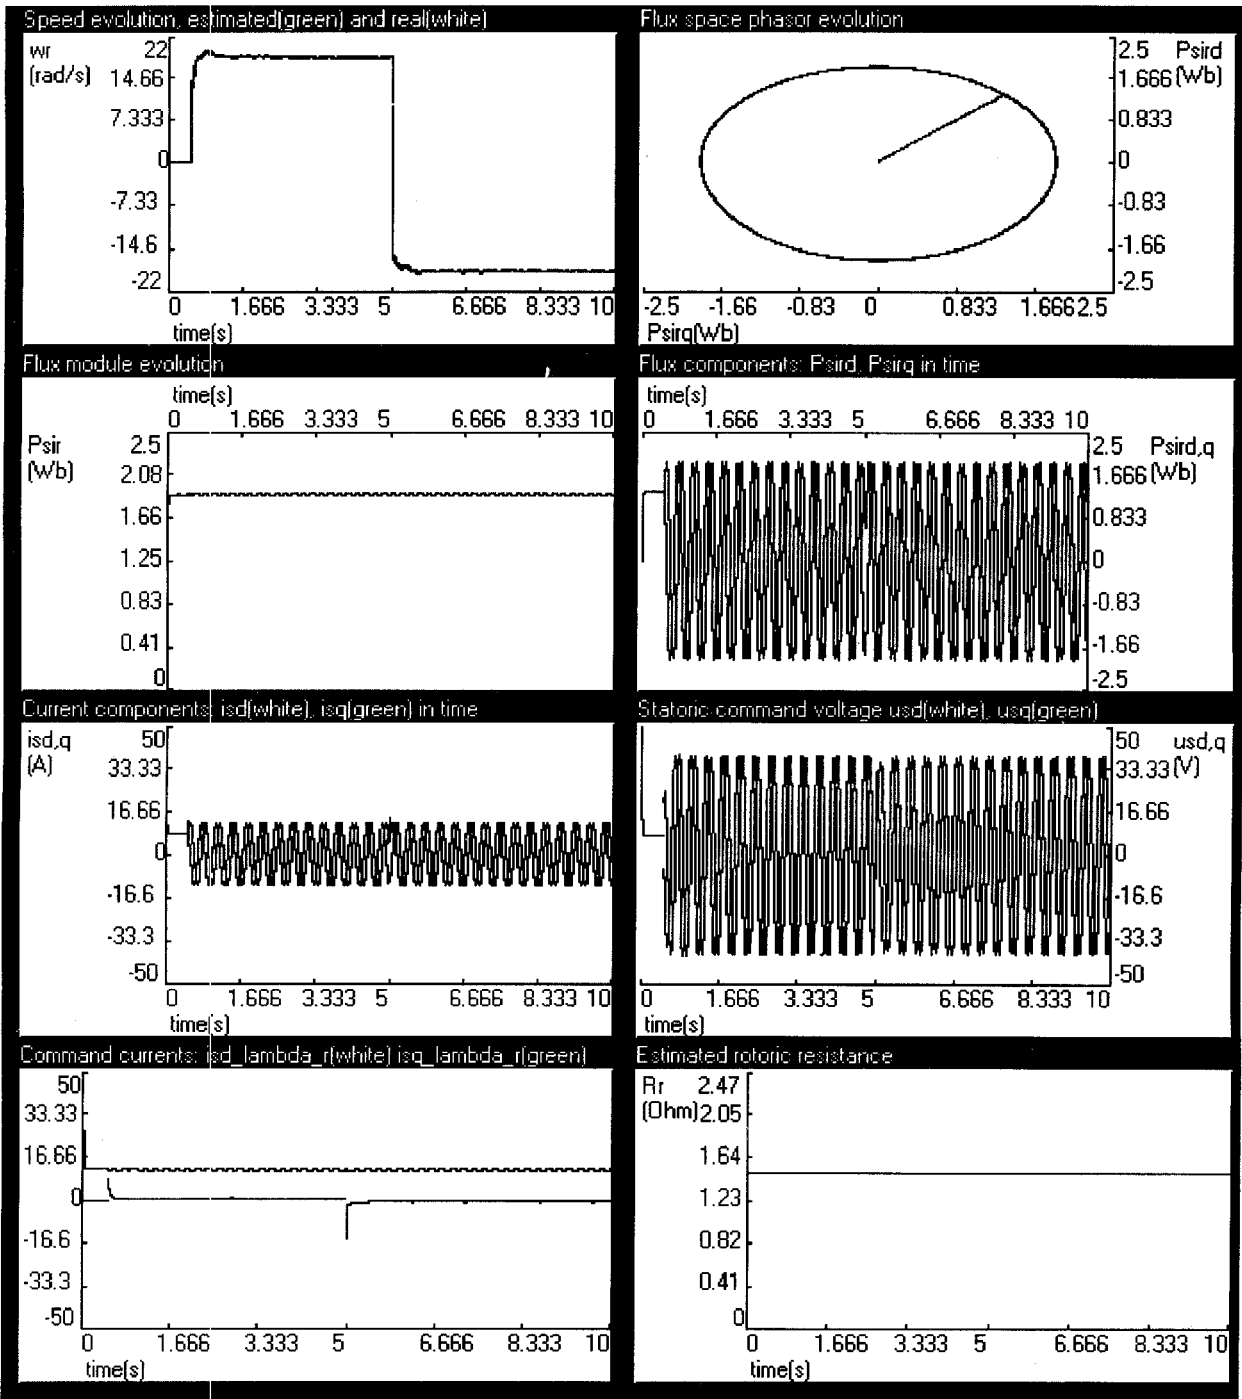 Speed evolution, estimated(green) and real(white)
wr
(rad/s)
22
14.66
7.333
0
-7.33
-14.6
-22
0 1.666 3.333 5 6.666 8.333 10
time(s)
Flux space phasor evolution
2.5 Psird
1.666 (Wb)
0.833
0
-0.83
-1.66
-2.5
-2.5 -1.66 -0.83 0 0.833 1.666 2.5
Psirq(Wb)
Flux module evolution
time(s)
0 1.666 3.333 5 6.666 8.333 10
Psir 2.5
(Wb) 2.08
1.66
1.25
0.83
0.41
0
Flux components: Psird, Psirq in time
time(s)
0 1.666 3.333 5 6.666 8.333 10
2.5 Psird,q
1.666 (Wb)
0.833
0
-0.83
-1.66
-2.5
Current components: isd(white), isq(green) in time
isd,q 50
(A) 33.33
16.66
0
-16.6
-33.3
-50
0 1.666 3.333 5 6.666 8.333 10
time(s)
Statoric command voltage usd(white), usq(green)
50 usd,q
33.33 (V)
16.66
0
-16.6
-33.3
-50
0 1.666 3.333 5 6.666 8.333 10
time(s)
Command currents: isd_lambda_r(white) isq_lambda_r(green)
50
33.33
16.66
0
-16.6
-33.3
-50
0 1.666 3.333 5 6.666 8.333 10
time(s)
Estimated rotoric resistance
Rr 2.47
(Ohm) 2.05
1.64
1.23
0.82
0.41
0
0 1.666 3.333 5 6.666 8.333 10
time(s)